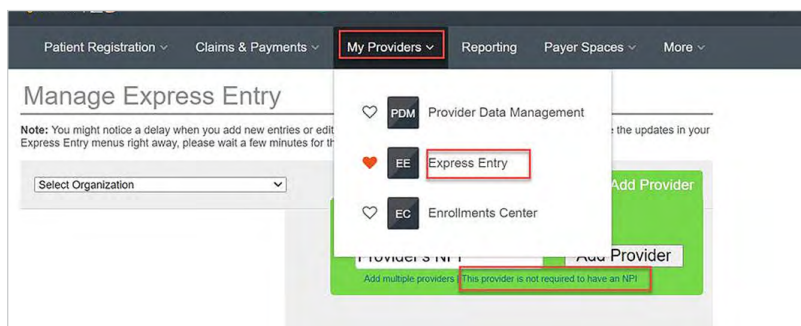 Patient Registration Claims & Payments My Providers Reporting Payer Spaces More
Manage Express Entry
Note: You might notice a delay when you add new entries or edit the updates in your
Express Entry menus right away, please wait a few minutes for
PDM Provider Data Management
EE Express Entry
EC Enrollments Center
Select Organization
Add Provider
Provider's NPI Add Provider
Add multiple providers | This provider is not required to have an NPI